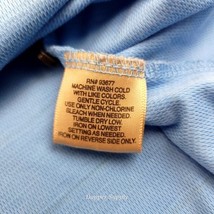 RN# 93677
MACHINE WASH COLD
WITH LIKE COLORS.
GENTLE CYCLE.
USE ONLY NON-CHLORINE
BLEACH WHEN NEEDED.
TUMBLE DRY LOW.
IRON ON LOWEST
SETTING AS NEEDED.
IRON ON REVERSE SIDE ONLY.